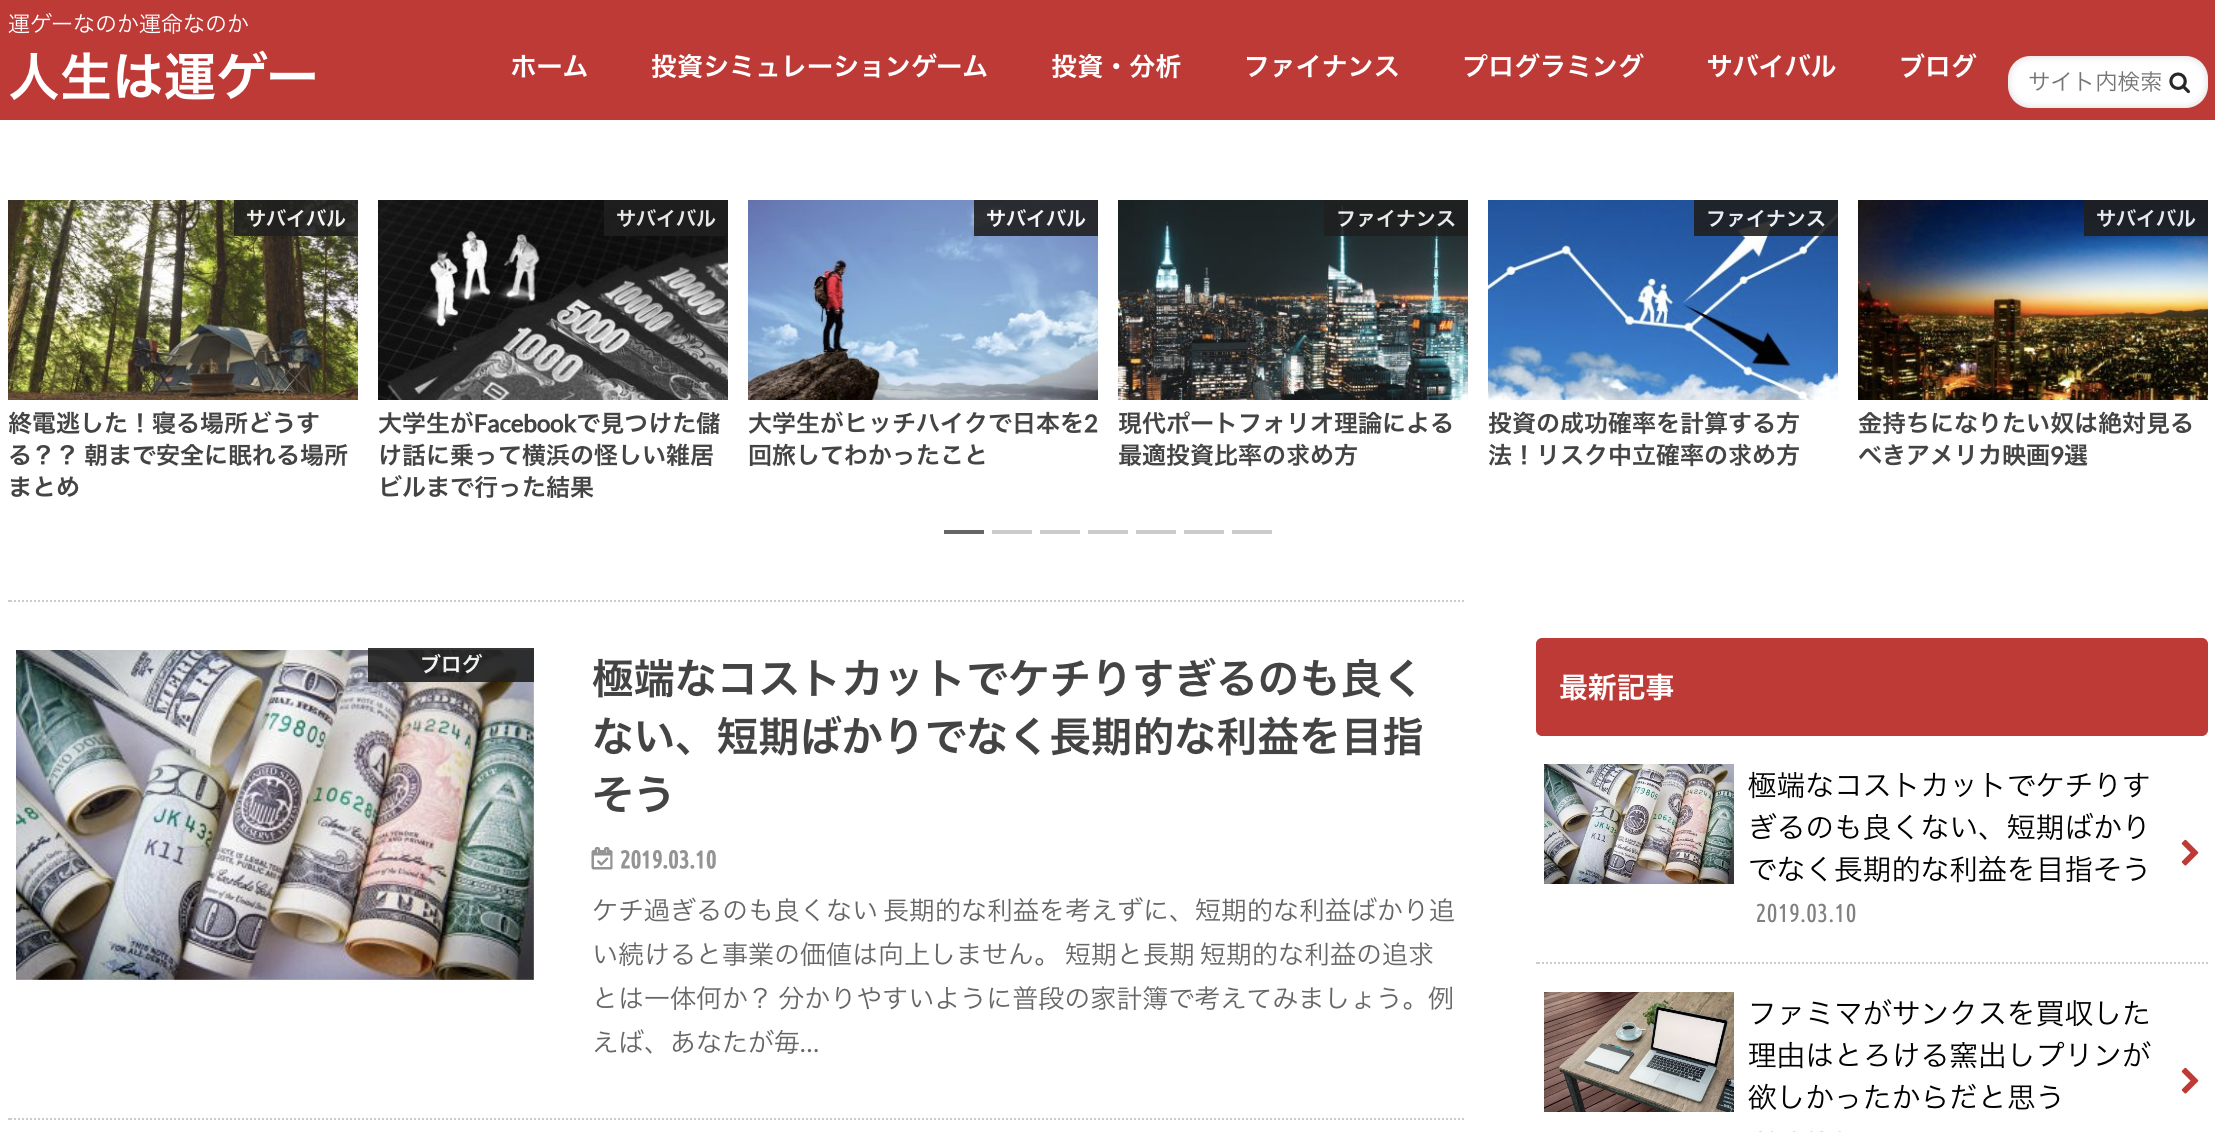 運ゲーなのか運命なのか
人生は運ゲー
ホーム 投資シミュレーションゲーム 投資・分析 ファイナンス プログラミング サバイバル ブログ
サイト内検索
サバイバル
終電逃した！寝る場所どうす
る？？ 朝まで安全に眠れる場所
まとめ
サバイバル
1000
5000
10000
10000
大学生がFacebookで見つけた儲
け話に乗って横浜の怪しい雑居
ビルまで行った結果
サバイバル
大学生がヒッチハイクで日本を2
回旅してわかったこと
ファイナンス
現代ポートフォリオ理論による
最適投資比率の求め方
ファイナンス
投資の成功確率を計算する方
法！リスク中立確率の求め方
サバイバル
金持ちになりたい奴は絶対見る
べきアメリカ映画9選
ブログ
極端なコストカットでケチりすぎるのも良く
ない、短期ばかりでなく長期的な利益を目指
そう
2019.03.10
ケチ過ぎるのも良くない 長期的な利益を考えずに、短期的な利益ばかり追
い続けると事業の価値は向上しません。 短期と長期 短期的な利益の追求
とは一体何か？ 分かりやすいように普段の家計簿で考えてみましょう。例
えば、あなたが毎...
最新記事
極端なコストカットでケチりす
ぎるのも良くない、短期ばかり
でなく長期的な利益を目指そう
2019.03.10
ファミマがサンクスを買収した
理由はとろける窯出しプリンが
欲しかったからだと思う